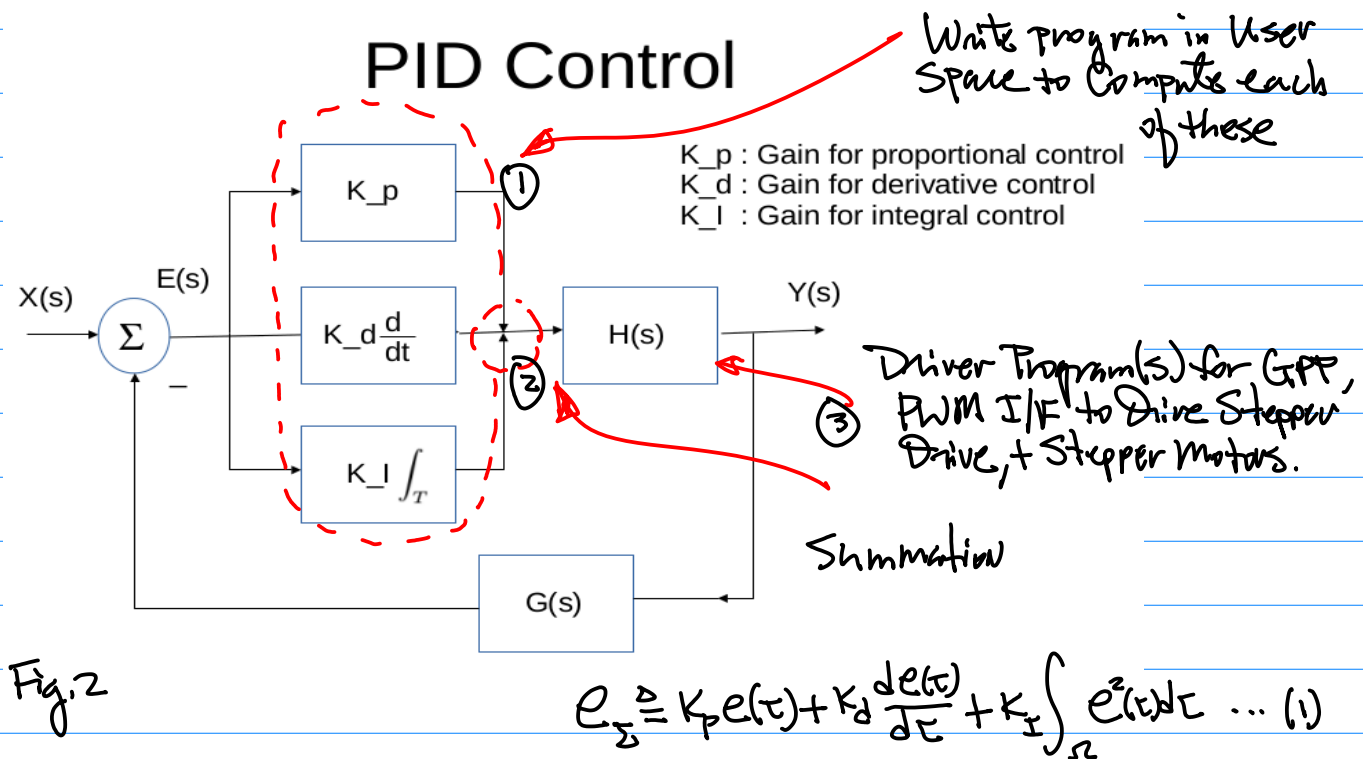 PID Control
Write program in User
Space to Compute each
of these
K_p : Gain for proportional control
K_d : Gain for derivative control
K_I : Gain for integral control
K_p
①
X(s)
E(s)
Σ
−
K_d d/dt
②
H(s)
Y(s)
K_I ∫_T
Driver Program(s) for GPP,
③ PWM I/F to Drive Stepper
Drive, + Stepper Motors.
Summation
G(s)
Fig.2
e_Σ ≜ K_p e(τ) + K_d de(τ)/dτ + K_I ∫_Ω e²(τ)dτ ... (1)